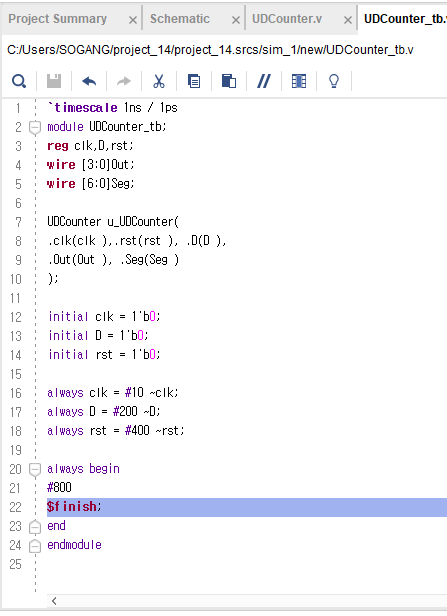 Project Summary × Schematic × UDCounter.v × UDCounter_tb.v
C:/Users/SOGANG/project_14/project_14.srcs/sim_1/new/UDCounter_tb.v
1 `timescale 1ns / 1ps
2 module UDCounter_tb;
3 reg clk,D,rst;
4 wire [3:0]Out;
5 wire [6:0]Seg;
6
7 UDCounter u_UDCounter(
8 .clk(clk ),.rst(rst ), .D(D ),
9 .Out(Out ), .Seg(Seg )
10 );
11
12 initial clk = 1'b0;
13 initial D = 1'b0;
14 initial rst = 1'b0;
15
16 always clk = #10 ~clk;
17 always D = #200 ~D;
18 always rst = #400 ~rst;
19
20 always begin
21 #800
22 $finish;
23 end
24 endmodule
25